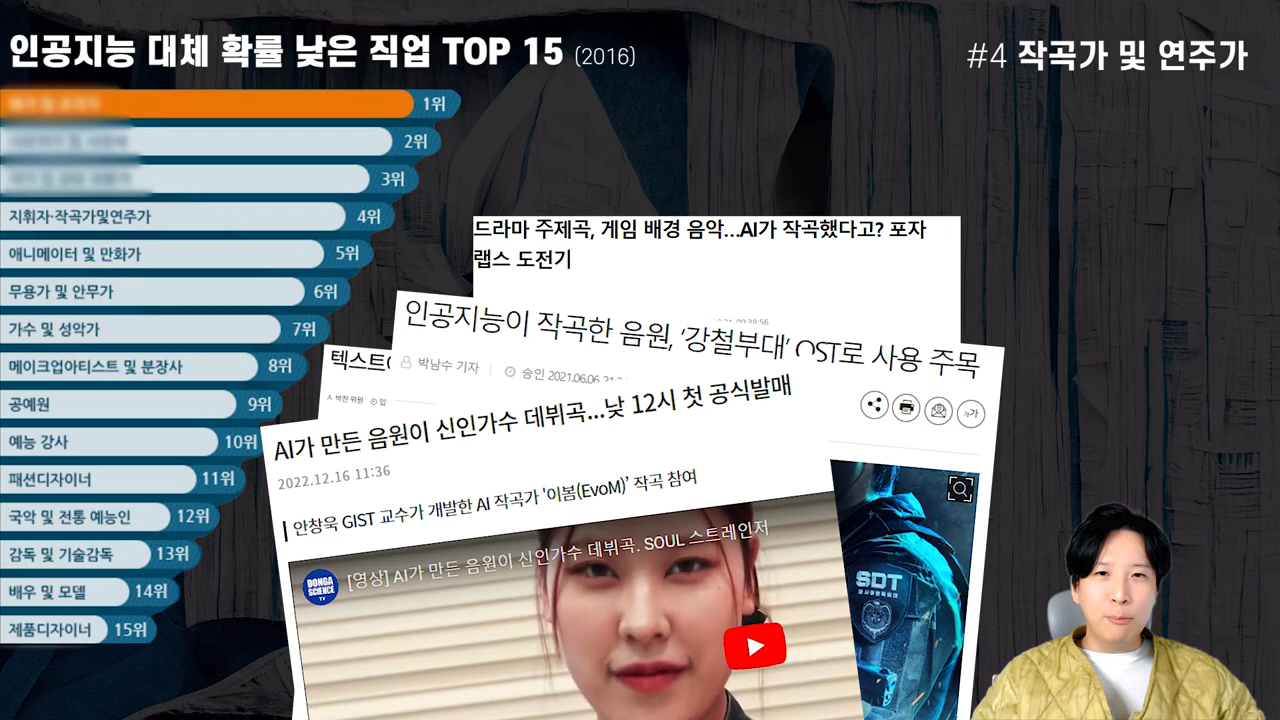 인공지능 대체 확률 낮은 직업 TOP 15 (2016)
#4 작곡가 및 연주가
1위
2위
3위
지휘자·작곡가및연주가 4위
애니메이터 및 만화가 5위
무용가 및 안무가 6위
가수 및 성악가 7위
메이크업아티스트 및 분장사 8위
공예원 9위
예능 강사 10위
패션디자이너 11위
국악 및 전통 예능인 12위
감독 및 기술감독 13위
배우 및 모델 14위
제품디자이너 15위
드라마 주제곡, 게임 배경 음악...AI가 작곡했다고? 포자
랩스 도전기
인공지능이 작곡한 음원, '강철부대' OST로 사용 주목
박남수 기자 | 승인 2021.06.06
가가
텍스트
박찬 위원 입
AI가 만든 음원이 신인가수 데뷔곡...낮 12시 첫 공식발매
2022.12.16 11:36
안창욱 GIST 교수가 개발한 AI 작곡가 '이봄(EvoM)' 작곡 참여
DONGA
SCIENCE
TV
[영상] AI가 만든 음원이 신인가수 데뷔곡. SOUL 스트레인저
SDT